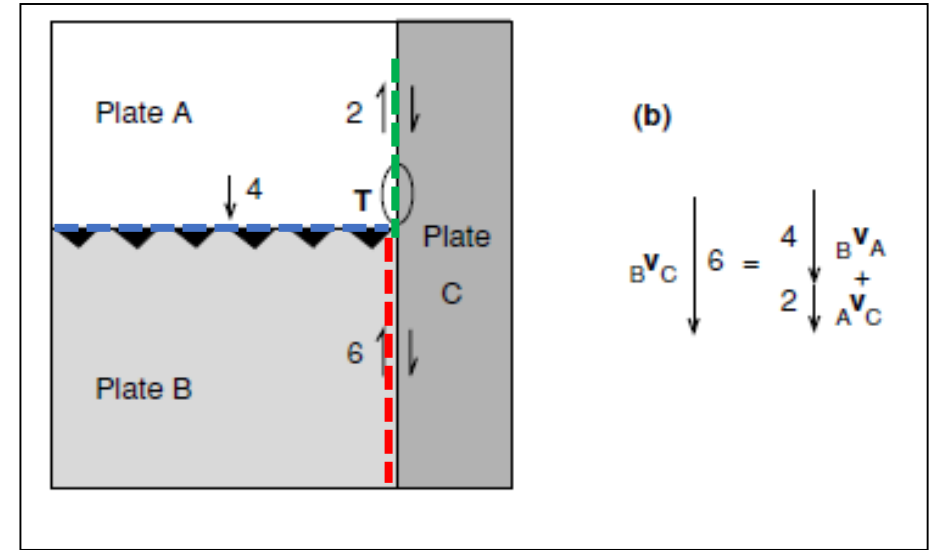 Plate A
2
4
T
Plate
C
6
Plate B
(b)
BvC 6 = 4 BvA
+
2 AvC